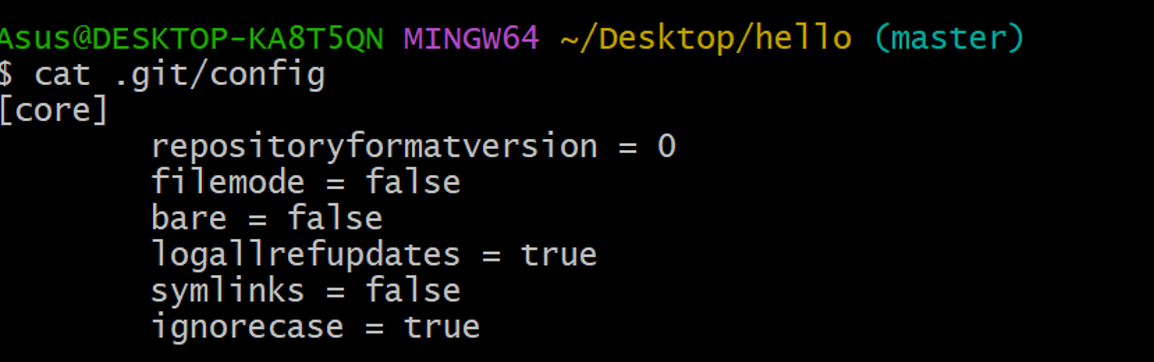 Asus@DESKTOP-KA8T5QN MINGW64 ~/Desktop/hello (master)
$ cat .git/config
[core]
        repositoryformatversion = 0
        filemode = false
        bare = false
        logallrefupdates = true
        symlinks = false
        ignorecase = true